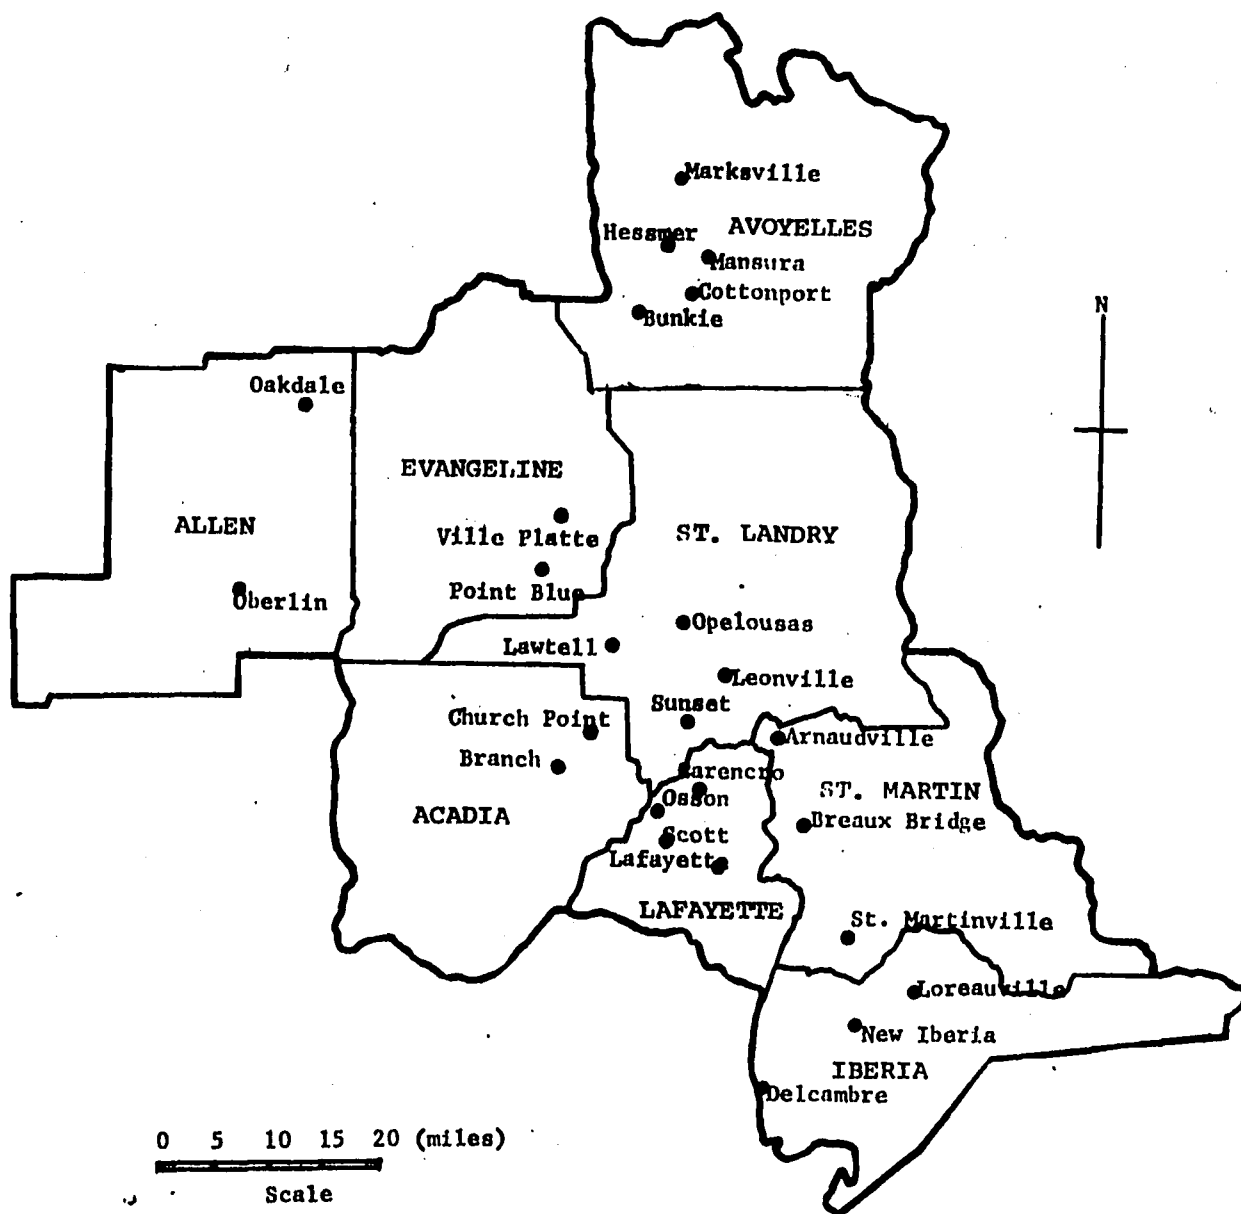 Marksville
AVOYELLES
Hessmer
Mansura
Cottonport
Bunkie
N
Oakdale
EVANGELINE
ALLEN
ST. LANDRY
Ville Platte
Point Blue
Oberlin
Opelousas
Lawtell
Leonville
Sunset
Church Point
Arnaudville
Branch
Carencro
ST. MARTIN
Osson
ACADIA
Breaux Bridge
Scott
Lafayette
LAFAYETTE
St. Martinville
Loreauville
New Iberia
IBERIA
Delcambre
0 5 10 15 20 (miles)
Scale